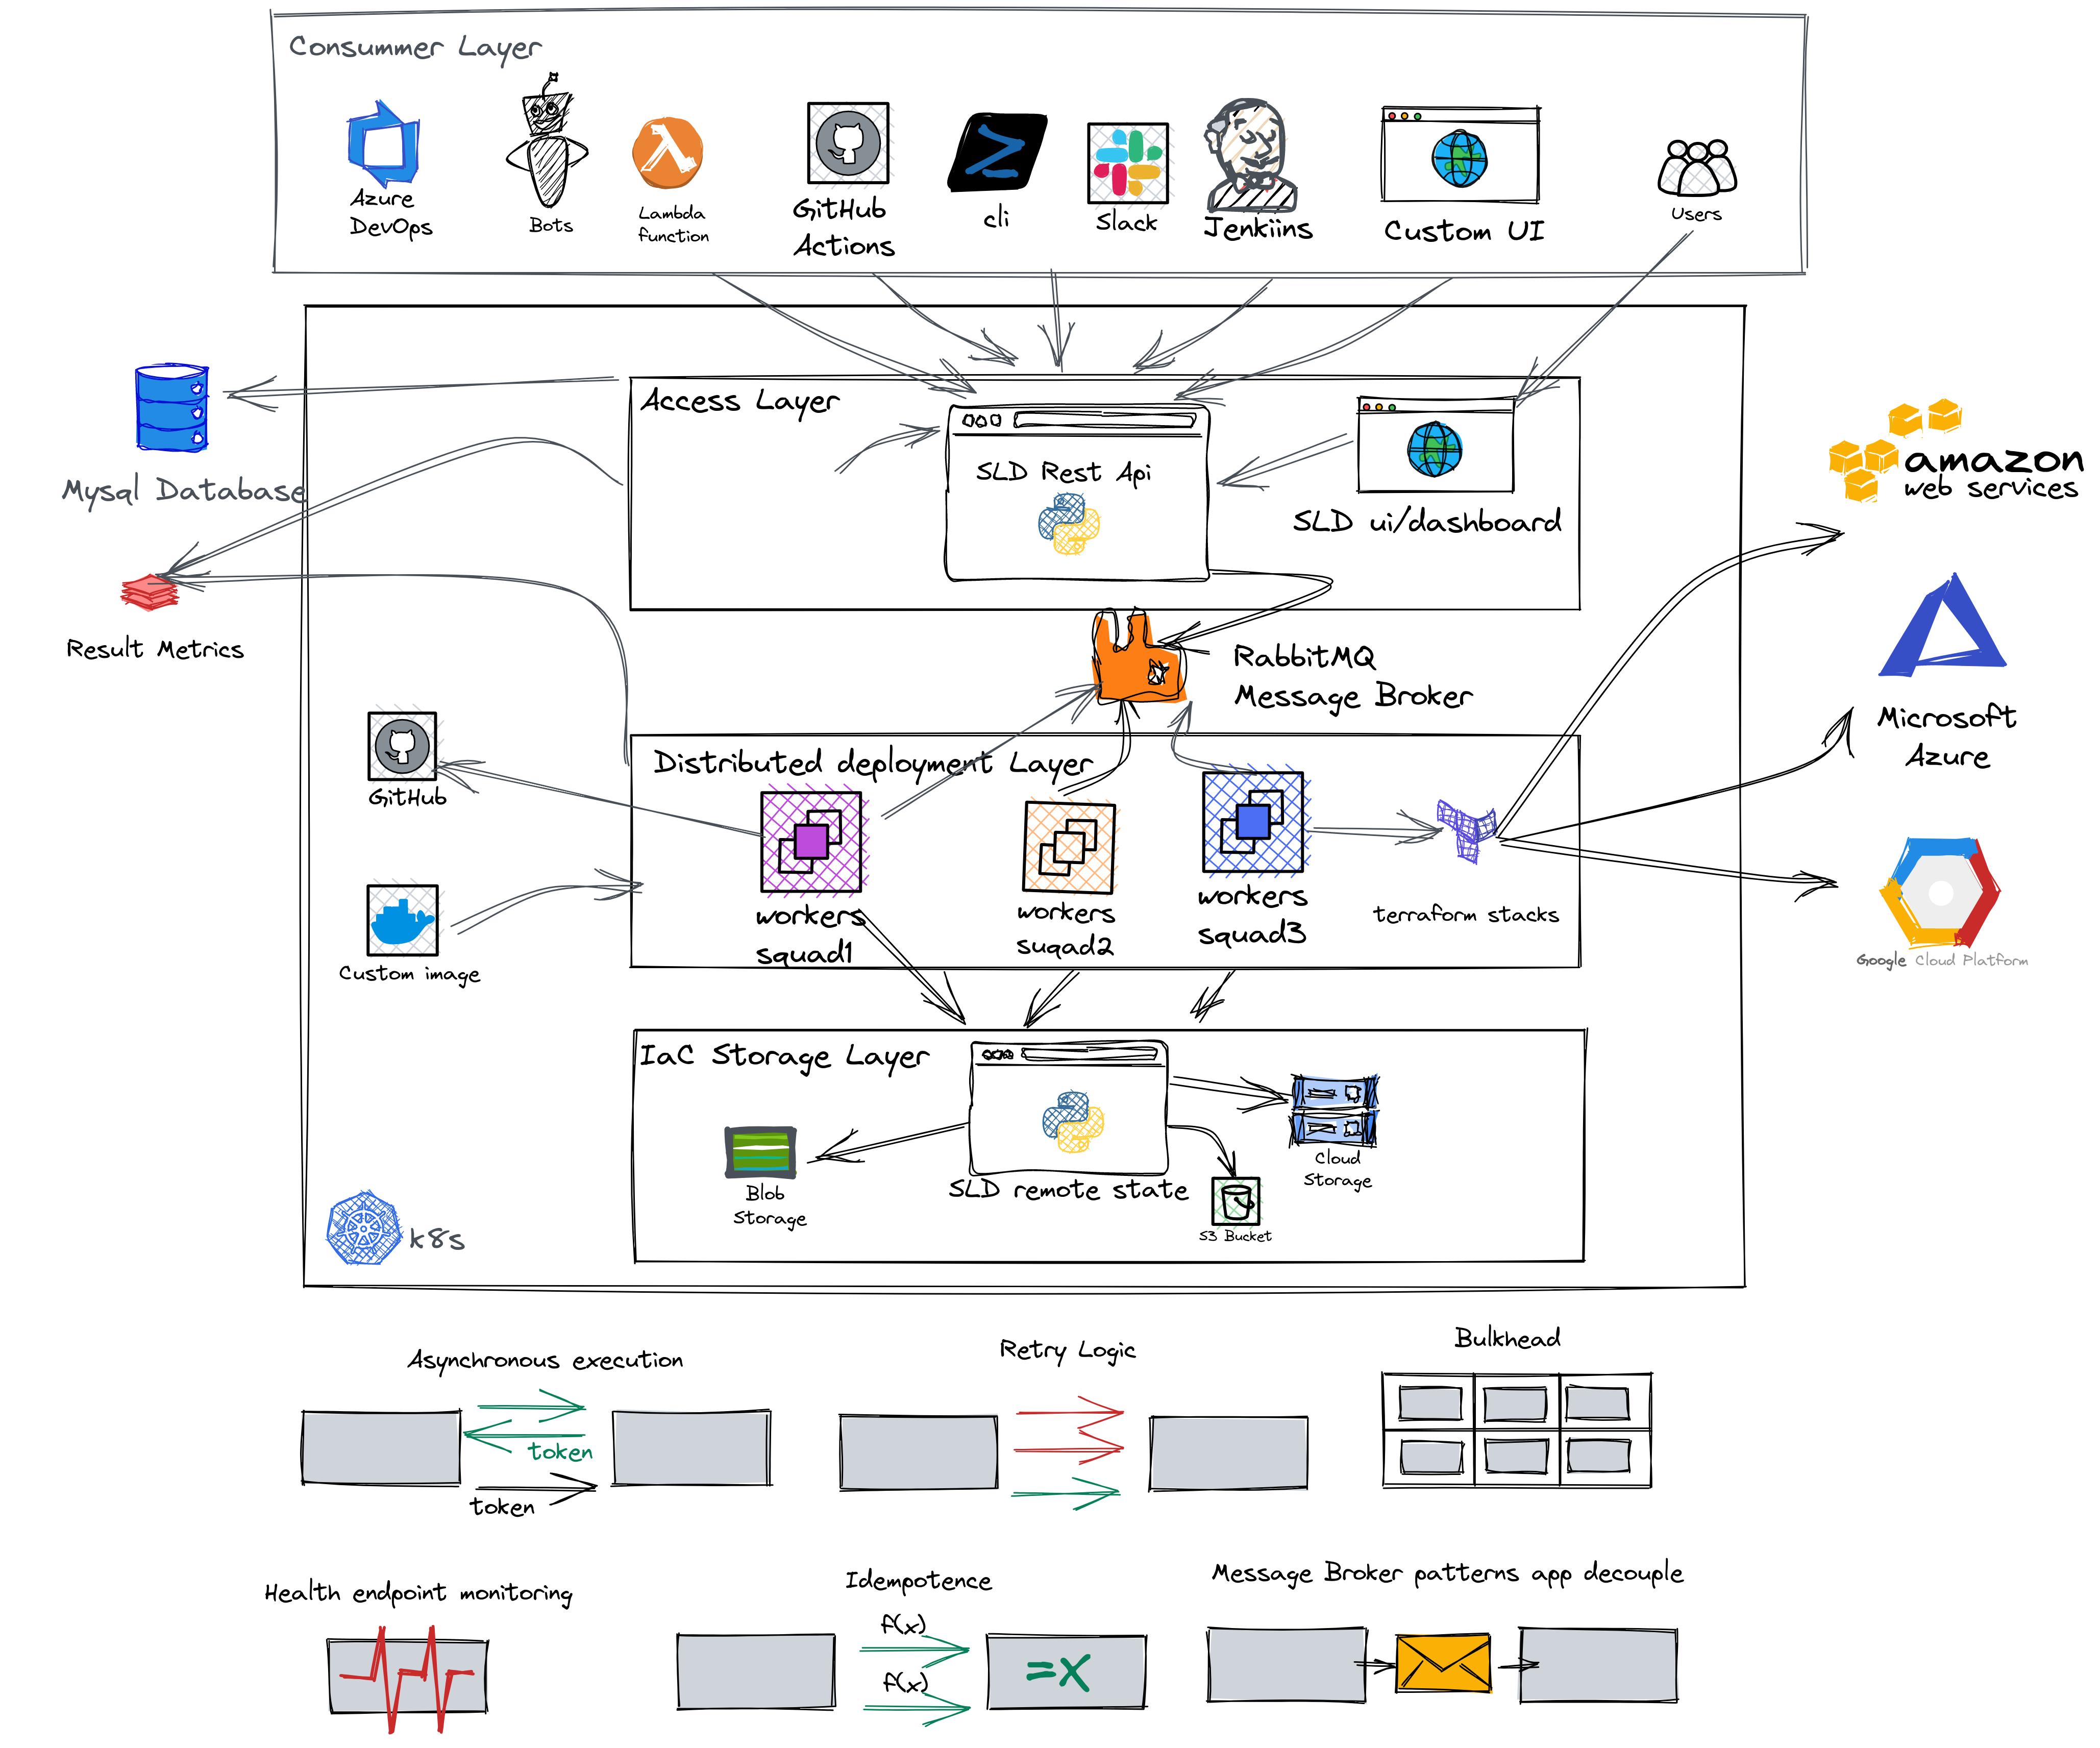 Consummer Layer
Azure
DevOps
Bots
Lambda
function
GitHub
Actions
cli
Slack
Jenkiins
Custom UI
Users
Mysql Database
Access Layer
SLD Rest Api
SLD ui/dashboard
amazon
web services
Result Metrics
RabbitMQ
Message Broker
Microsoft
Azure
GitHub
Distributed deployment Layer
workers
squad1
workers
suqad2
workers
squad3
terraform stacks
Custom image
Google Cloud Platform
IaC Storage Layer
Blob
Storage
SLD remote state
Cloud
Storage
S3 Bucket
k8s
Asynchronous execution
token
token
Retry Logic
Bulkhead
Health endpoint monitoring
Idempotence
f(x)
f(x)
=X
Message Broker patterns app decouple